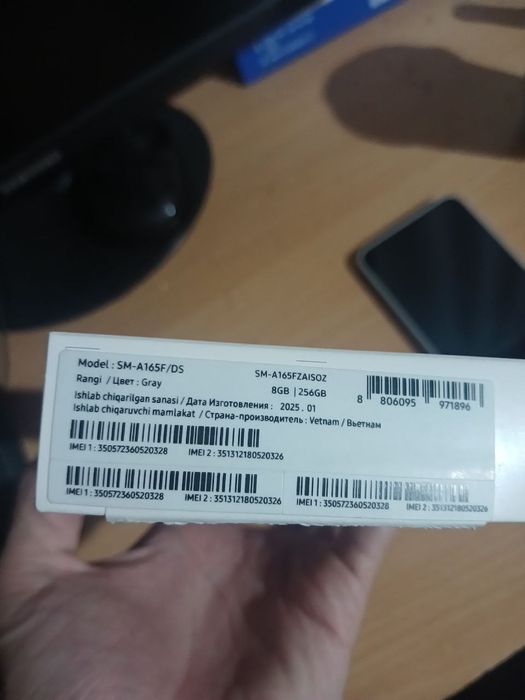 SAMSUNG
Model : SM-A165F/DS
SM-A165FZAISOZ
Rangi / Цвет : Gray
8GB | 256GB
Ishlab chiqarilgan sanasi / Дата Изготовления : 2025 . 01
Ishlab chiqaruvchi mamlakat / Страна-производитель : Vetnam / Вьетнам
8 806095 971896
IMEI 1 : 350572360520328 IMEI 2 : 351312180520326
IMEI 1 : 350572360520328 IMEI 2 : 351312180520326
IMEI 1 : 350572360520328 IMEI 2 : 351312180520326